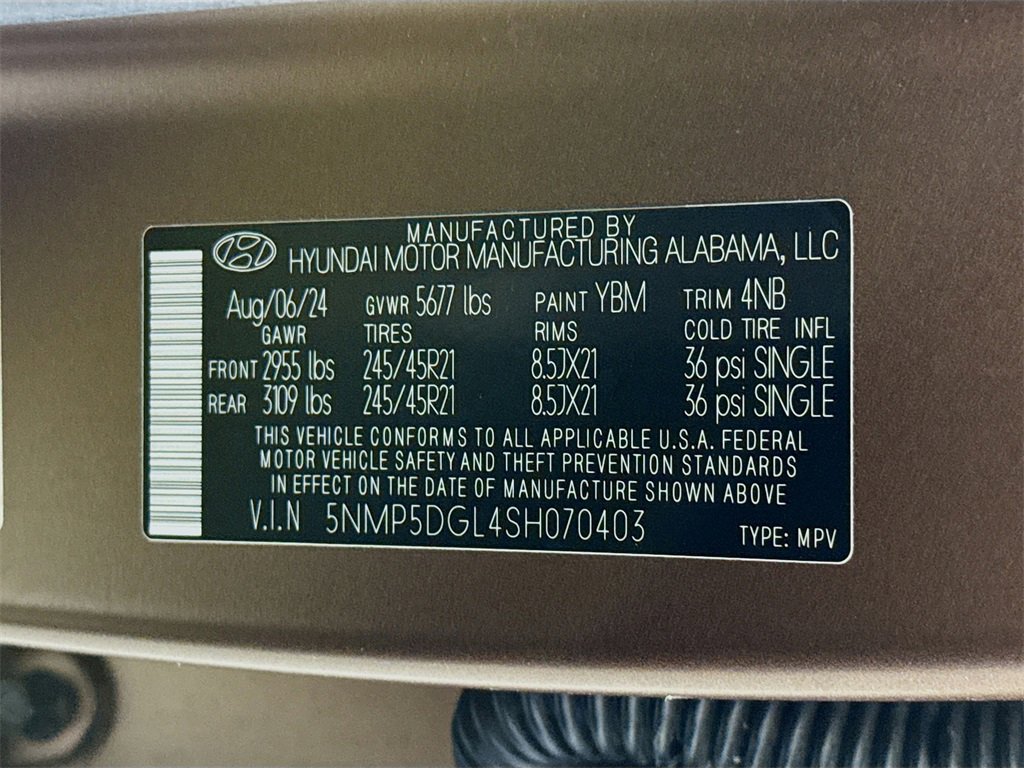 MANUFACTURED BY
HYUNDAI MOTOR MANUFACTURING ALABAMA, LLC
Aug/06/24 GVWR 5677 lbs PAINT YBM TRIM 4NB
GAWR TIRES RIMS COLD TIRE INFL
FRONT 2955 lbs 245/45R21 8.5JX21 36 psi SINGLE
REAR 3109 lbs 245/45R21 8.5JX21 36 psi SINGLE
THIS VEHICLE CONFORMS TO ALL APPLICABLE U.S.A. FEDERAL
MOTOR VEHICLE SAFETY AND THEFT PREVENTION STANDARDS
IN EFFECT ON THE DATE OF MANUFACTURE SHOWN ABOVE
V.I.N 5NMP5DGL4SH070403 TYPE: MPV